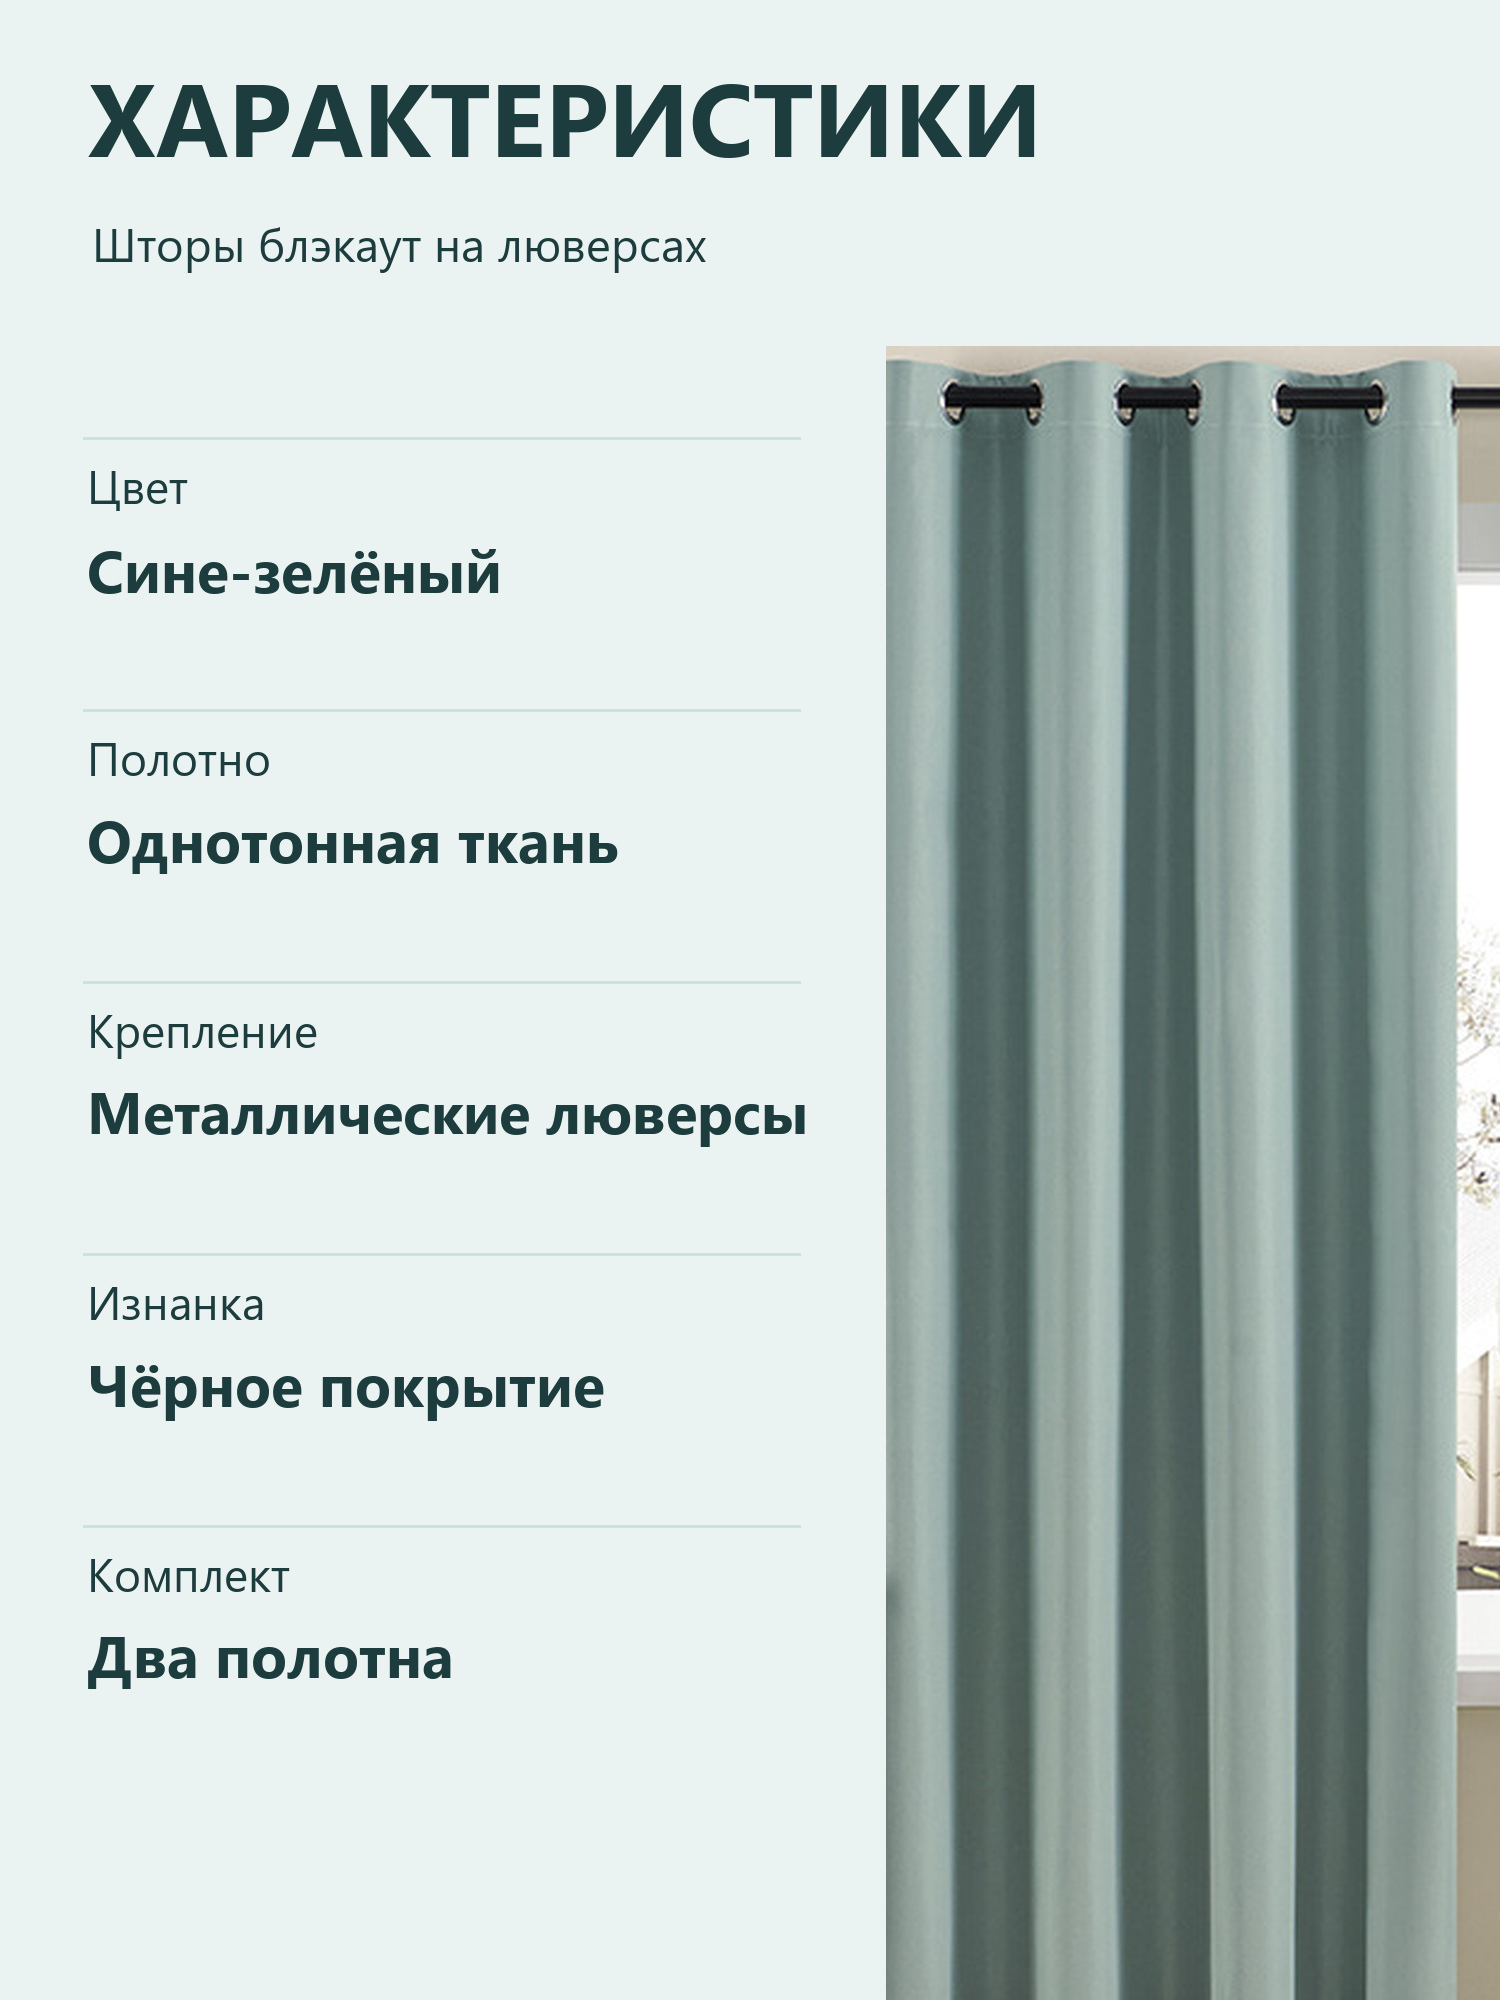 ХАРАКТЕРИСТИКИ
Шторы блэкаут на люверсах
Цвет
Сине-зелёный
Полотно
Однотонная ткань
Крепление
Металлические люверсы
Изнанка
Чёрное покрытие
Комплект
Два полотна